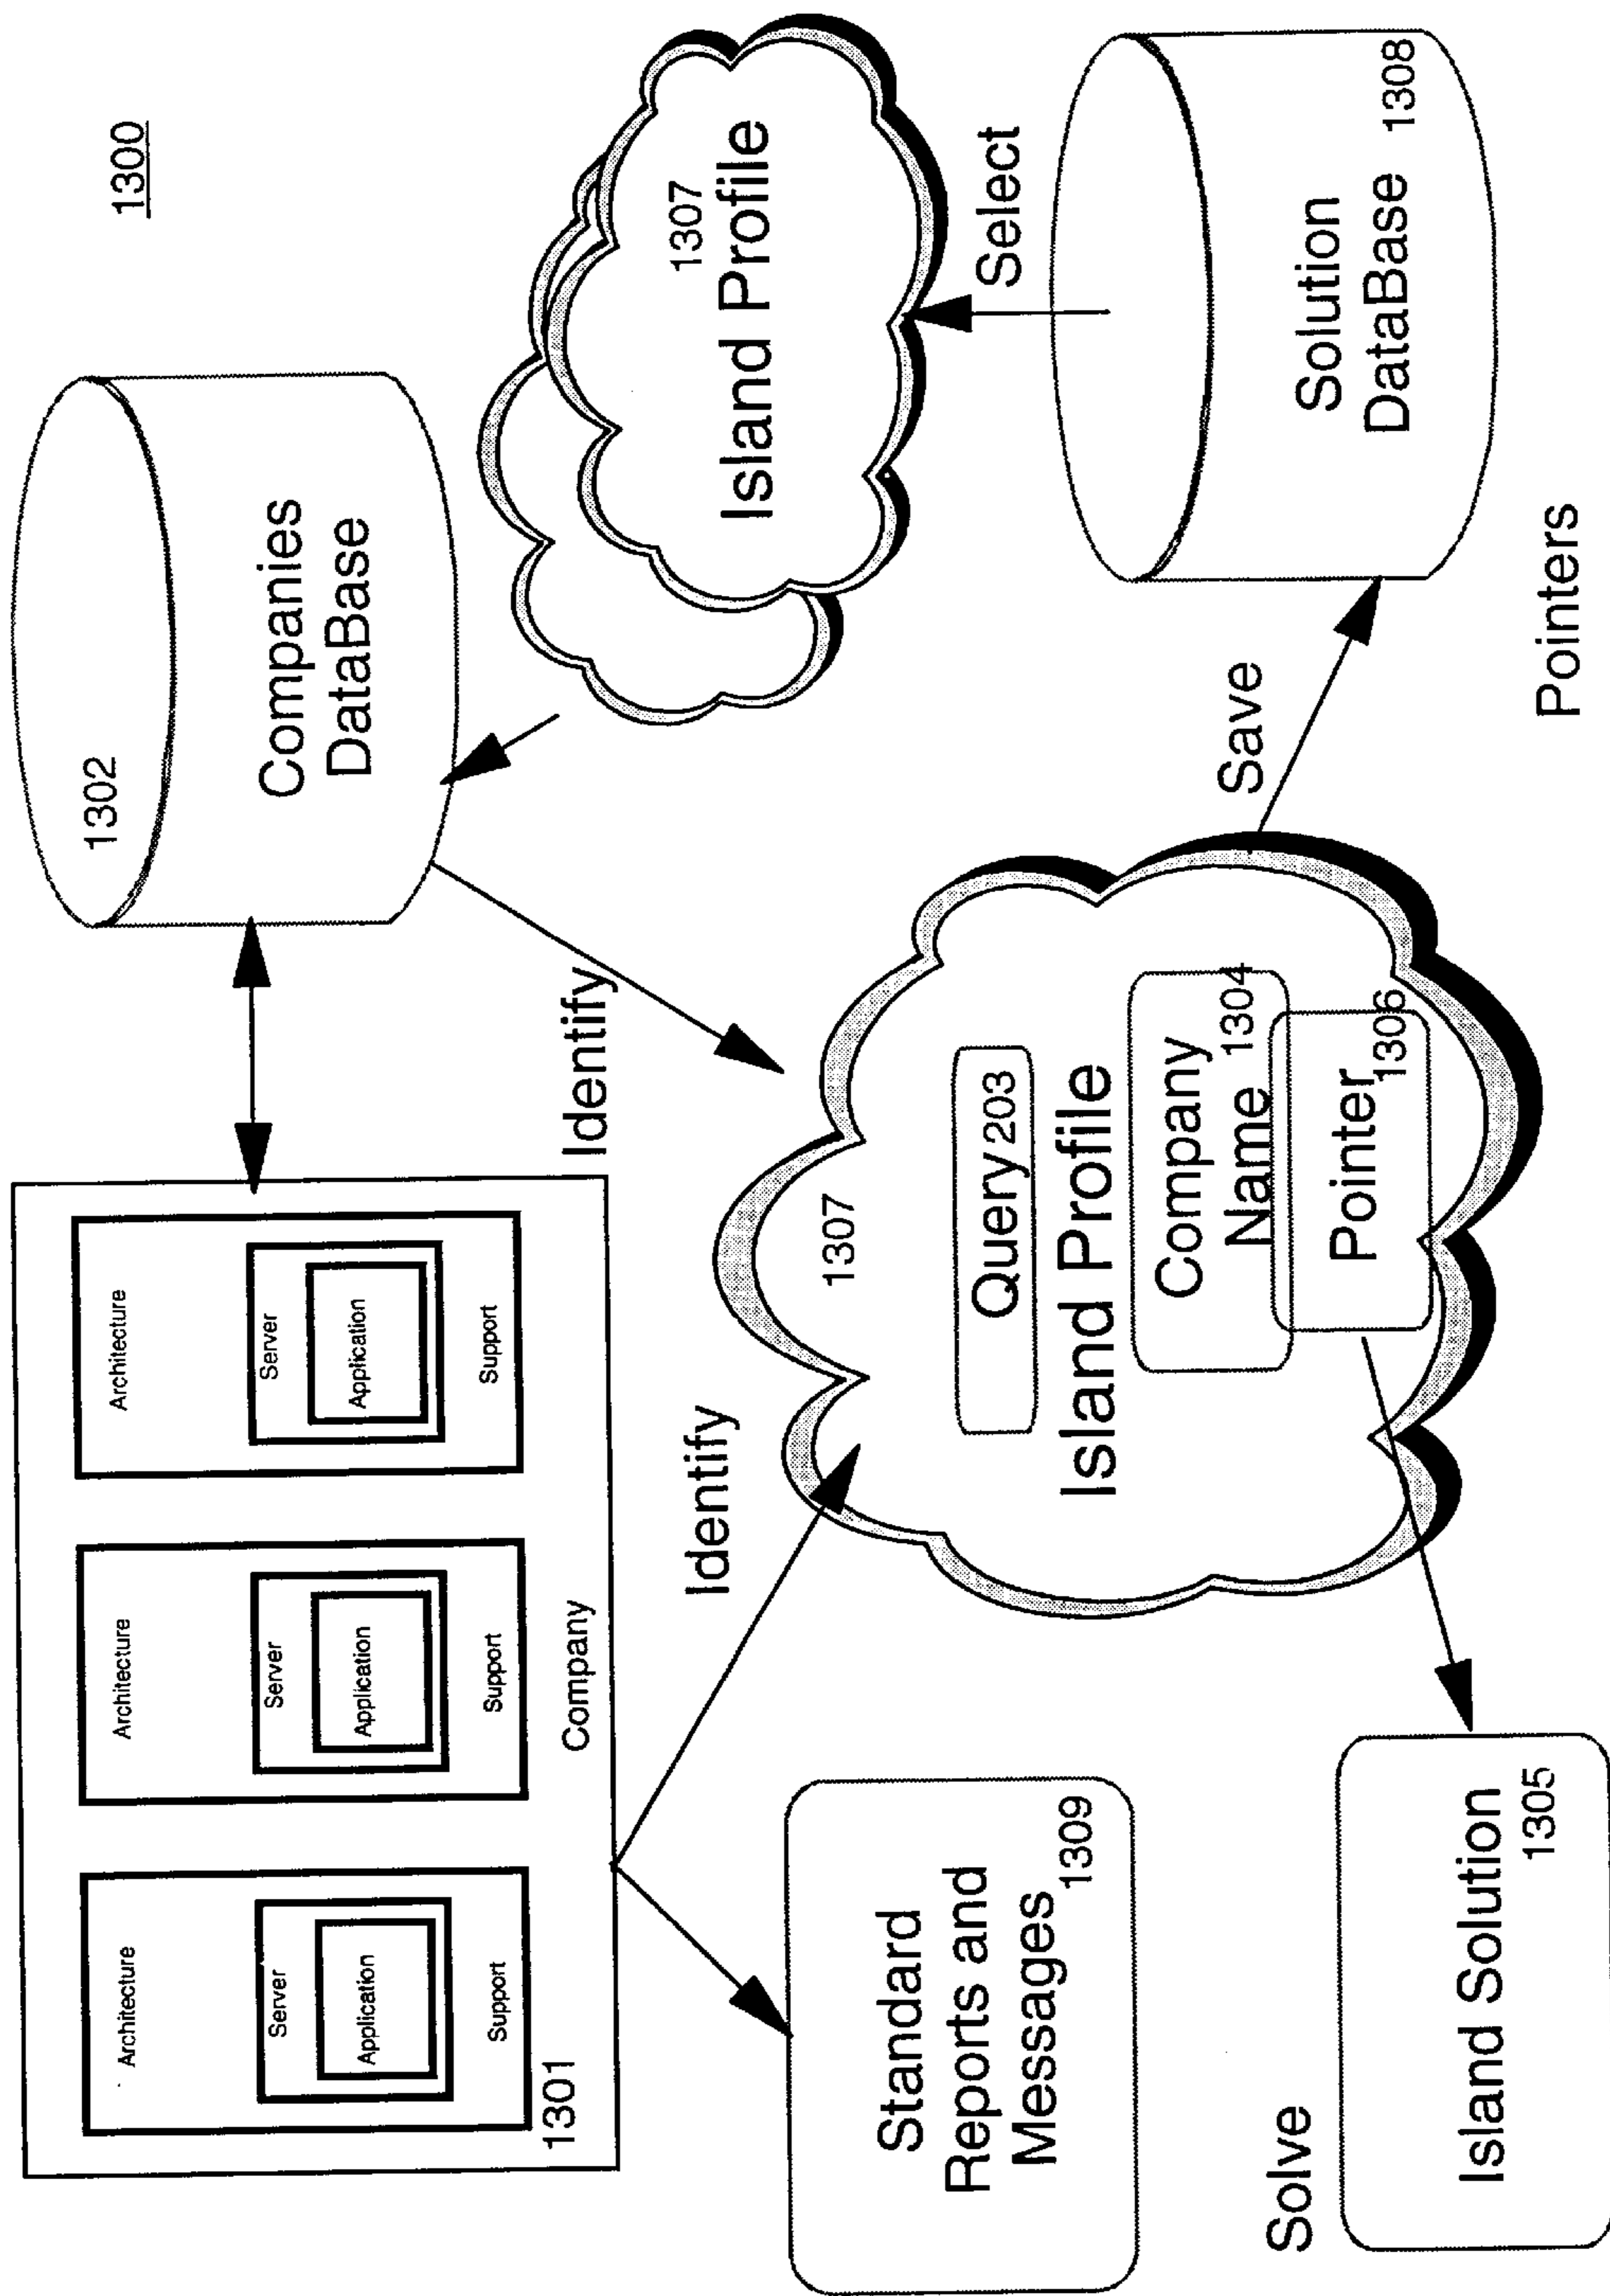 1300
Architecture
Server
Application
Support
Architecture
Server
Application
Support
Architecture
Server
Application
Support
1301
Company
1302
Companies
DataBase
Identify
Identify
1307
Island Profile
Select
Standard
Reports and
Messages
1309
1307
Query 203
Island Profile
Company
Name
1304
Pointer
1306
Save
Solution
DataBase
1308
Solve
Island Solution
1305
Pointers